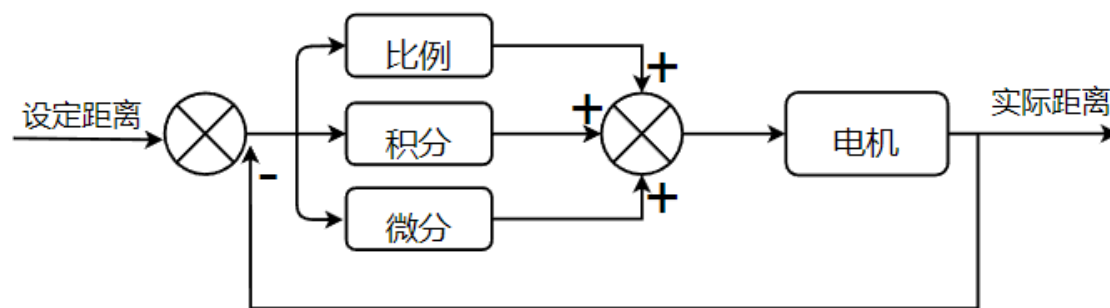 设定距离
比例
积分
微分
+
+
+
-
电机
实际距离